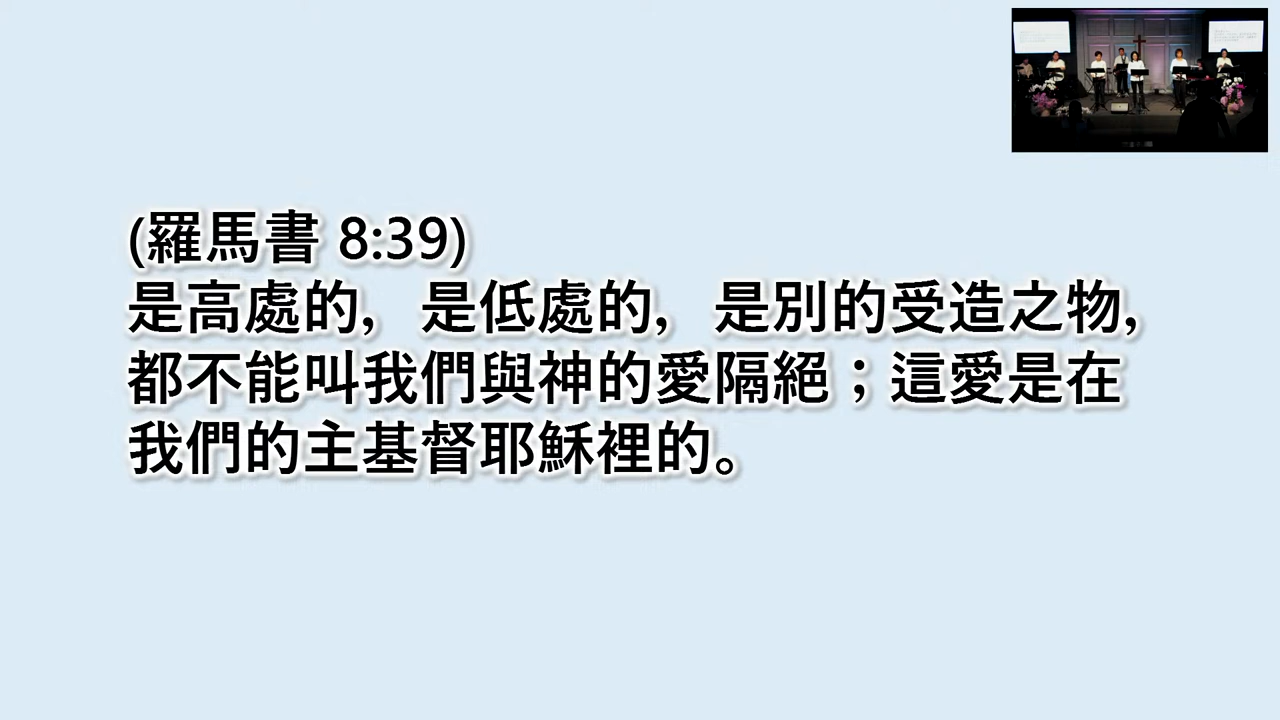 (羅馬書 8:39)
是高處的, 是低處的, 是別的受造之物,
都不能叫我們與神的愛隔絕；這愛是在
我們的主基督耶穌裡的。